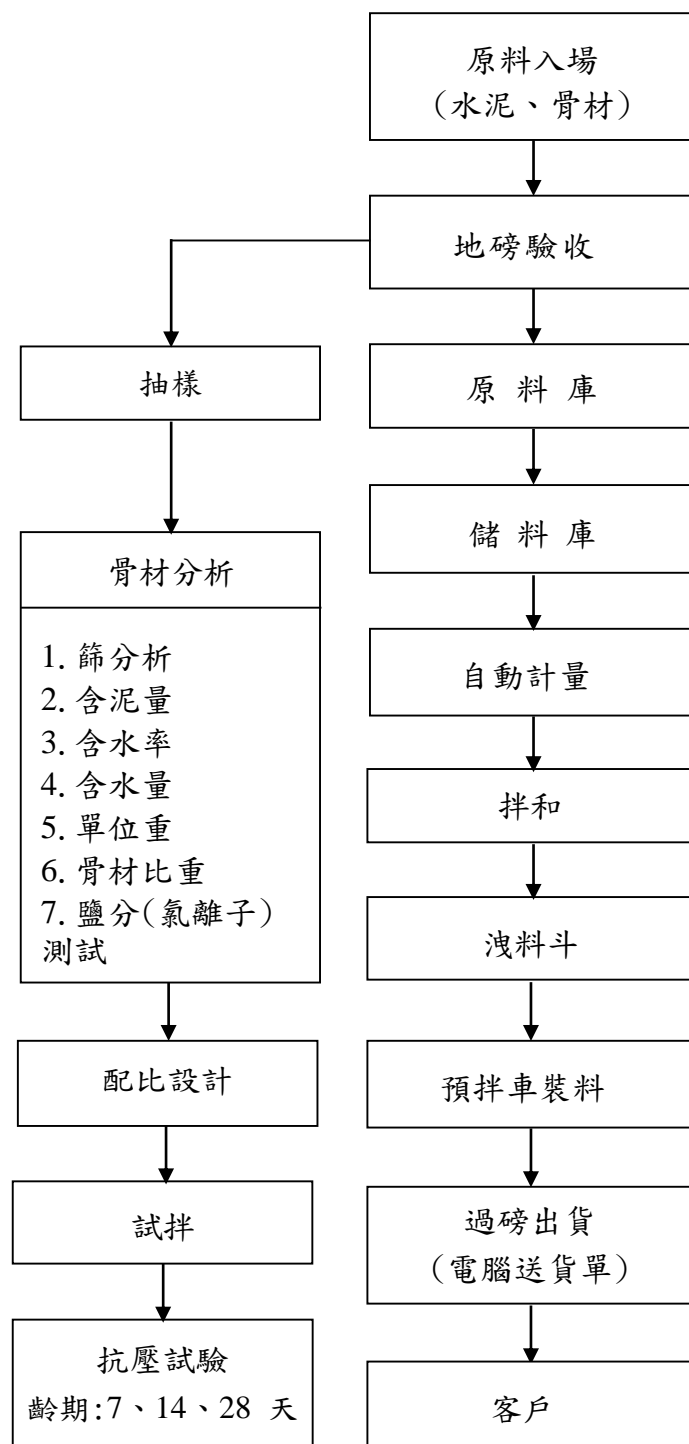 原料入場
(水泥、骨材)
地磅驗收
抽樣
原 料 庫
儲 料 庫
骨材分析
1. 篩分析
2. 含泥量
3. 含水率
4. 含水量
5. 單位重
6. 骨材比重
7. 鹽分(氯離子)
測試
自動計量
拌和
洩料斗
配比設計
預拌車裝料
試拌
過磅出貨
(電腦送貨單)
抗壓試驗
齡期:7、14、28 天
客戶